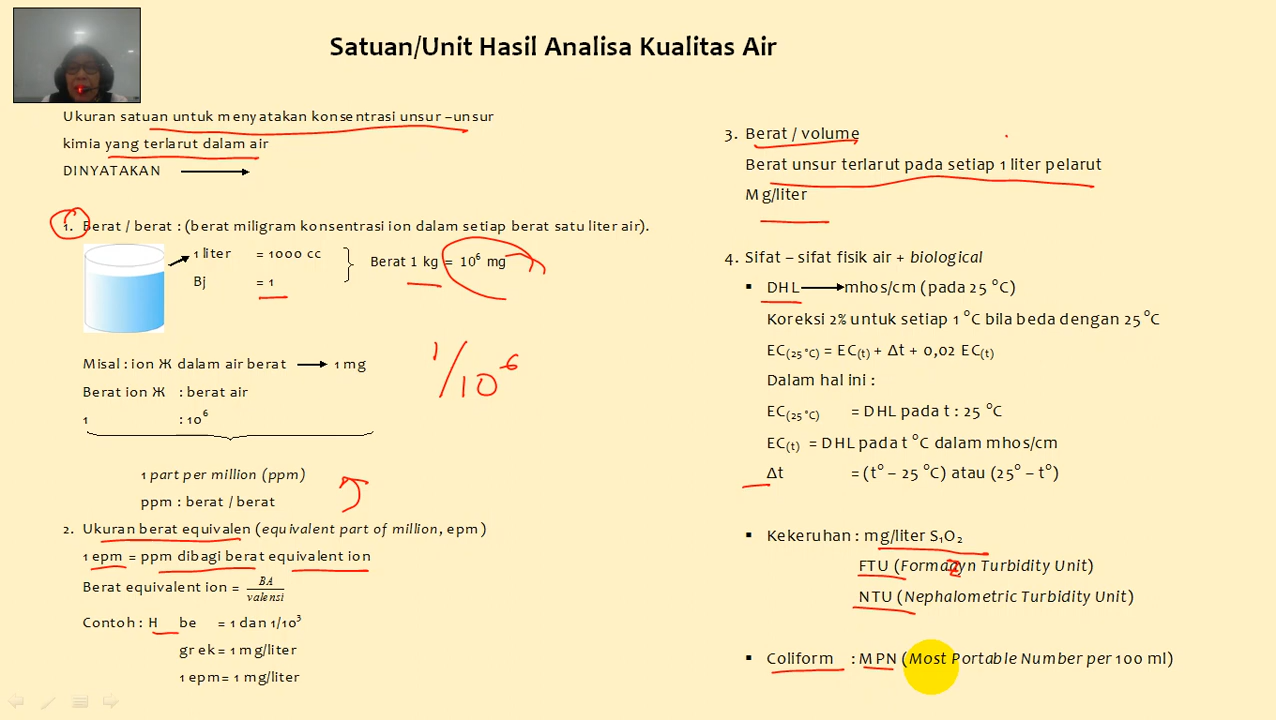 Satuan/Unit Hasil Analisa Kualitas Air
Ukuran satuan untuk menyatakan konsentrasi unsur –unsur
kimia yang terlarut dalam air
DINYATAKAN
1. Berat / berat : (berat miligram konsentrasi ion dalam setiap berat satu liter air).
1 liter = 1000 cc
Bj = 1
Berat 1 kg = 10⁶ mg
1/10⁶
Misal : ion Ж dalam air berat 1 mg
Berat ion Ж : berat air
1 : 10⁶
1 part per million (ppm)
ppm : berat / berat
2. Ukuran berat equivalen (equivalent part of million, epm)
1 epm = ppm dibagi berat equivalent ion
Berat equivalent ion = BA/valensi
Contoh : H be = 1 dan 1/10³
gr ek = 1 mg/liter
1 epm = 1 mg/liter
3. Berat / volume
Berat unsur terlarut pada setiap 1 liter pelarut
Mg/liter
4. Sifat – sifat fisik air + biological
▪ DHL mhos/cm (pada 25 °C)
Koreksi 2% untuk setiap 1 °C bila beda dengan 25 °C
EC(25 °C) = EC(t) + Δt + 0,02 EC(t)
Dalam hal ini :
EC(25 °C) = DHL pada t : 25 °C
EC(t) = DHL pada t °C dalam mhos/cm
Δt = (t° – 25 °C) atau (25° – t°)
▪ Kekeruhan : mg/liter S₁O₂
FTU (Formadyn Turbidity Unit)
NTU (Nephalometric Turbidity Unit)
▪ Coliform : MPN (Most Portable Number per 100 ml)